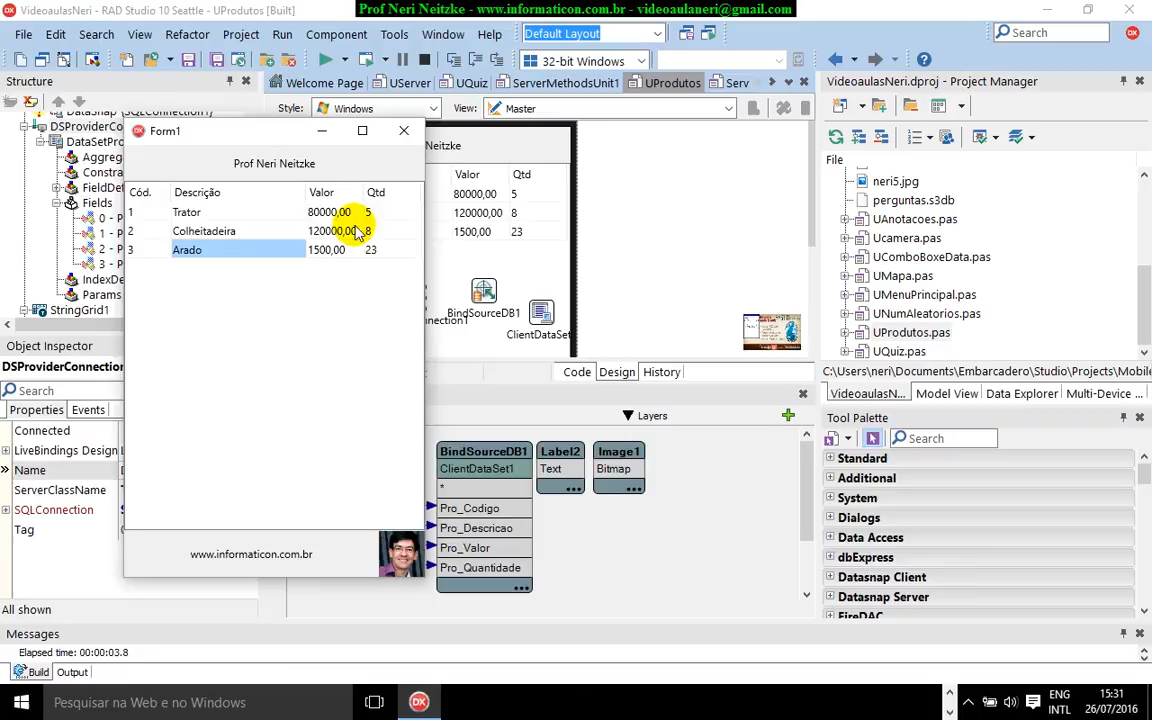 VideoaulasNeri - RAD Studio 10 Seattle - UProdutos [Built]
Prof Neri Neitzke - www.informaticon.com.br - videoaulaneri@gmail.com
File Edit Search View Refactor Project Run Component Tools Window Help
Default Layout
Search
32-bit Windows
Structure
Welcome Page UServer UQuiz ServerMethodsUnit1 UProdutos Serv
VideoaulasNeri.dproj - Project Manager
Style: Windows View: Master
DSProviderCo
DataSetPro
Aggreg
Constra
FieldDef
Fields
0 - P
1 - P
2 - P
3 - P
IndexDe
Params
StringGrid1
Form1
Prof Neri Neitzke
Cód. Descrição Valor Qtd
1 Trator 80000,00 5
2 Colheitadeira 120000,00 8
3 Arado 1500,00 23
www.informaticon.com.br
Neitzke
Valor Qtd
80000,00 5
120000,00 8
1500,00 23
BindSourceDB1
nnection1
ClientDataSet
Code Design History
File
neri5.jpg
perguntas.s3db
UAnotacoes.pas
Ucamera.pas
UComboBoxeData.pas
UMapa.pas
UMenuPrincipal.pas
UNumAleatorios.pas
UProdutos.pas
UQuiz.pas
C:\Users\neri\Documents\Embarcadero\Studio\Projects\Mobile
VideoaulasN... Model View Data Explorer Multi-Device ...
Object Inspector
DSProviderConnection
Search
Properties Events
Connected
LiveBindings Design
Name
ServerClassName
SQLConnection
Tag
All shown
Layers
BindSourceDB1
ClientDataSet1
*
Pro_Codigo
Pro_Descricao
Pro_Valor
Pro_Quantidade
Label2
Text
Image1
Bitmap
Tool Palette
Search
Standard
Additional
System
Dialogs
Data Access
dbExpress
Datasnap Client
Datasnap Server
FireDAC
Messages
Elapsed time: 00:00:03.8
Build Output
Pesquisar na Web e no Windows
ENG
INTL
15:31
26/07/2016